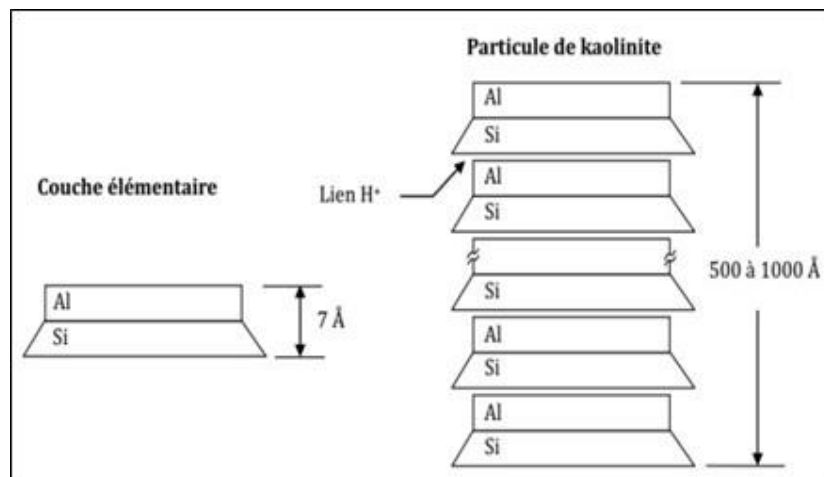 Particule de kaolinite
Al
Si
Lien H⁺
Al
Si
Couche élémentaire
500 à 1000 Å
Si
Al
Si
7 Å
Al
Si
Al
Si